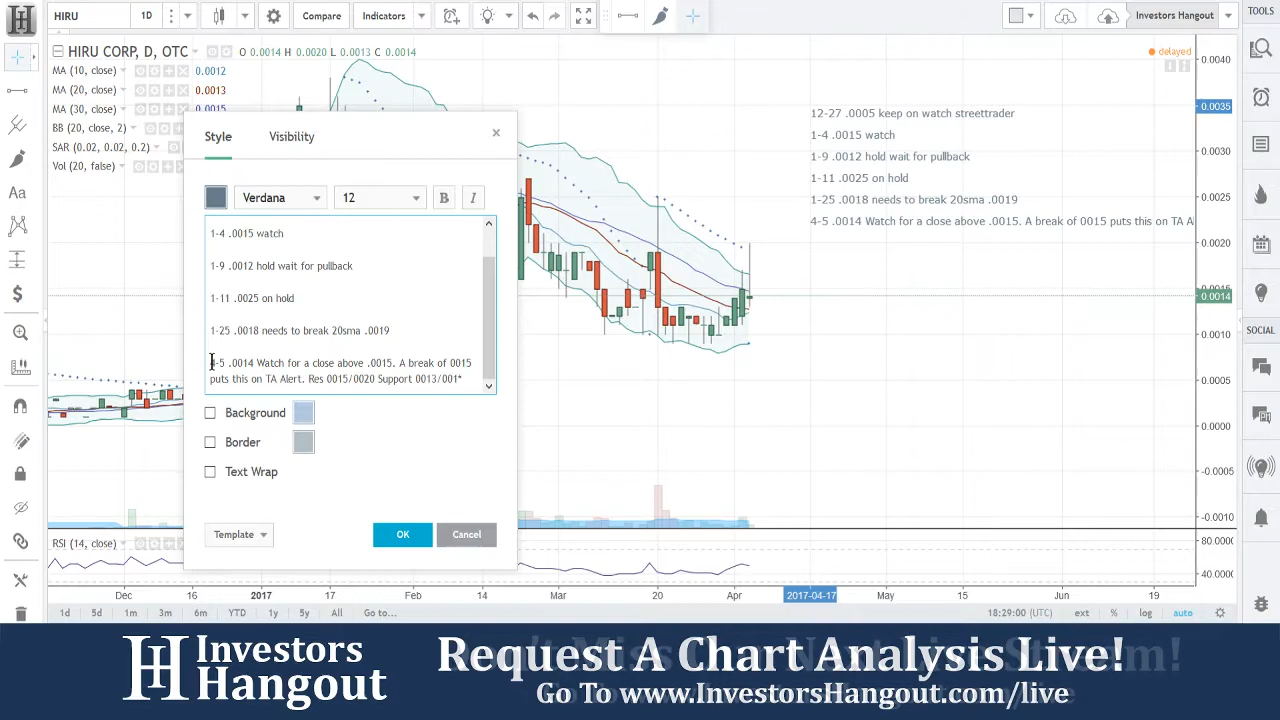 HIRU 1D Compare Indicators Investors Hangout TOOLS
HIRU CORP, D, OTC O 0.0014 H 0.0020 L 0.0013 C 0.0014
delayed
MA (10, close) 0.0012
MA (20, close) 0.0013
MA (30, close) 0.0015
BB (20, close, 2)
SAR (0.02, 0.02, 0.2)
Vol (20, false)
Aa
$
Style Visibility ×
Verdana 12 B I
1-4 .0015 watch
1-9 .0012 hold wait for pullback
1-11 .0025 on hold
1-25 .0018 needs to break 20sma .0019
4-5 .0014 Watch for a close above .0015. A break of 0015
puts this on TA Alert. Res 0015/0020 Support 0013/001*
Background
Border
Text Wrap
Template OK Cancel
12-27 .0005 keep on watch streettrader
1-4 .0015 watch
1-9 .0012 hold wait for pullback
1-11 .0025 on hold
1-25 .0018 needs to break 20sma .0019
4-5 .0014 Watch for a close above .0015. A break of 0015 puts this on TA A
0.0040
0.0035
0.0030
0.0025
0.0020
0.0015
0.0014
0.0010
0.0005
0.0000
-0.0005
-0.0010
80.0000
40.0000
SOCIAL
RSI (14, close)
De 16 2017 17 Feb 14 Mar 20 Apr 2017-04-17 May 15 Jun 19
1d 5d 1m 3m 6m YTD 1y 5y All Go to... 18:29:00 (UTC) ext % log auto
Investors
Hangout
Request A Chart Analysis Live!
Go To www.InvestorsHangout.com/live